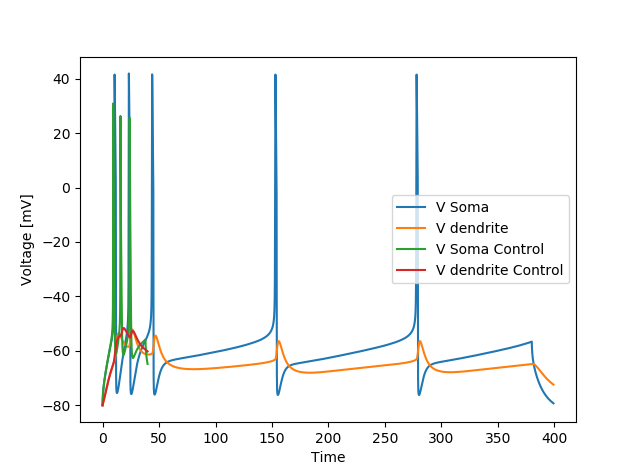 40
20
0
−20
−40
−60
−80
Voltage [mV]
V Soma
V dendrite
V Soma Control
V dendrite Control
0
50
100
150
200
250
300
350
400
Time